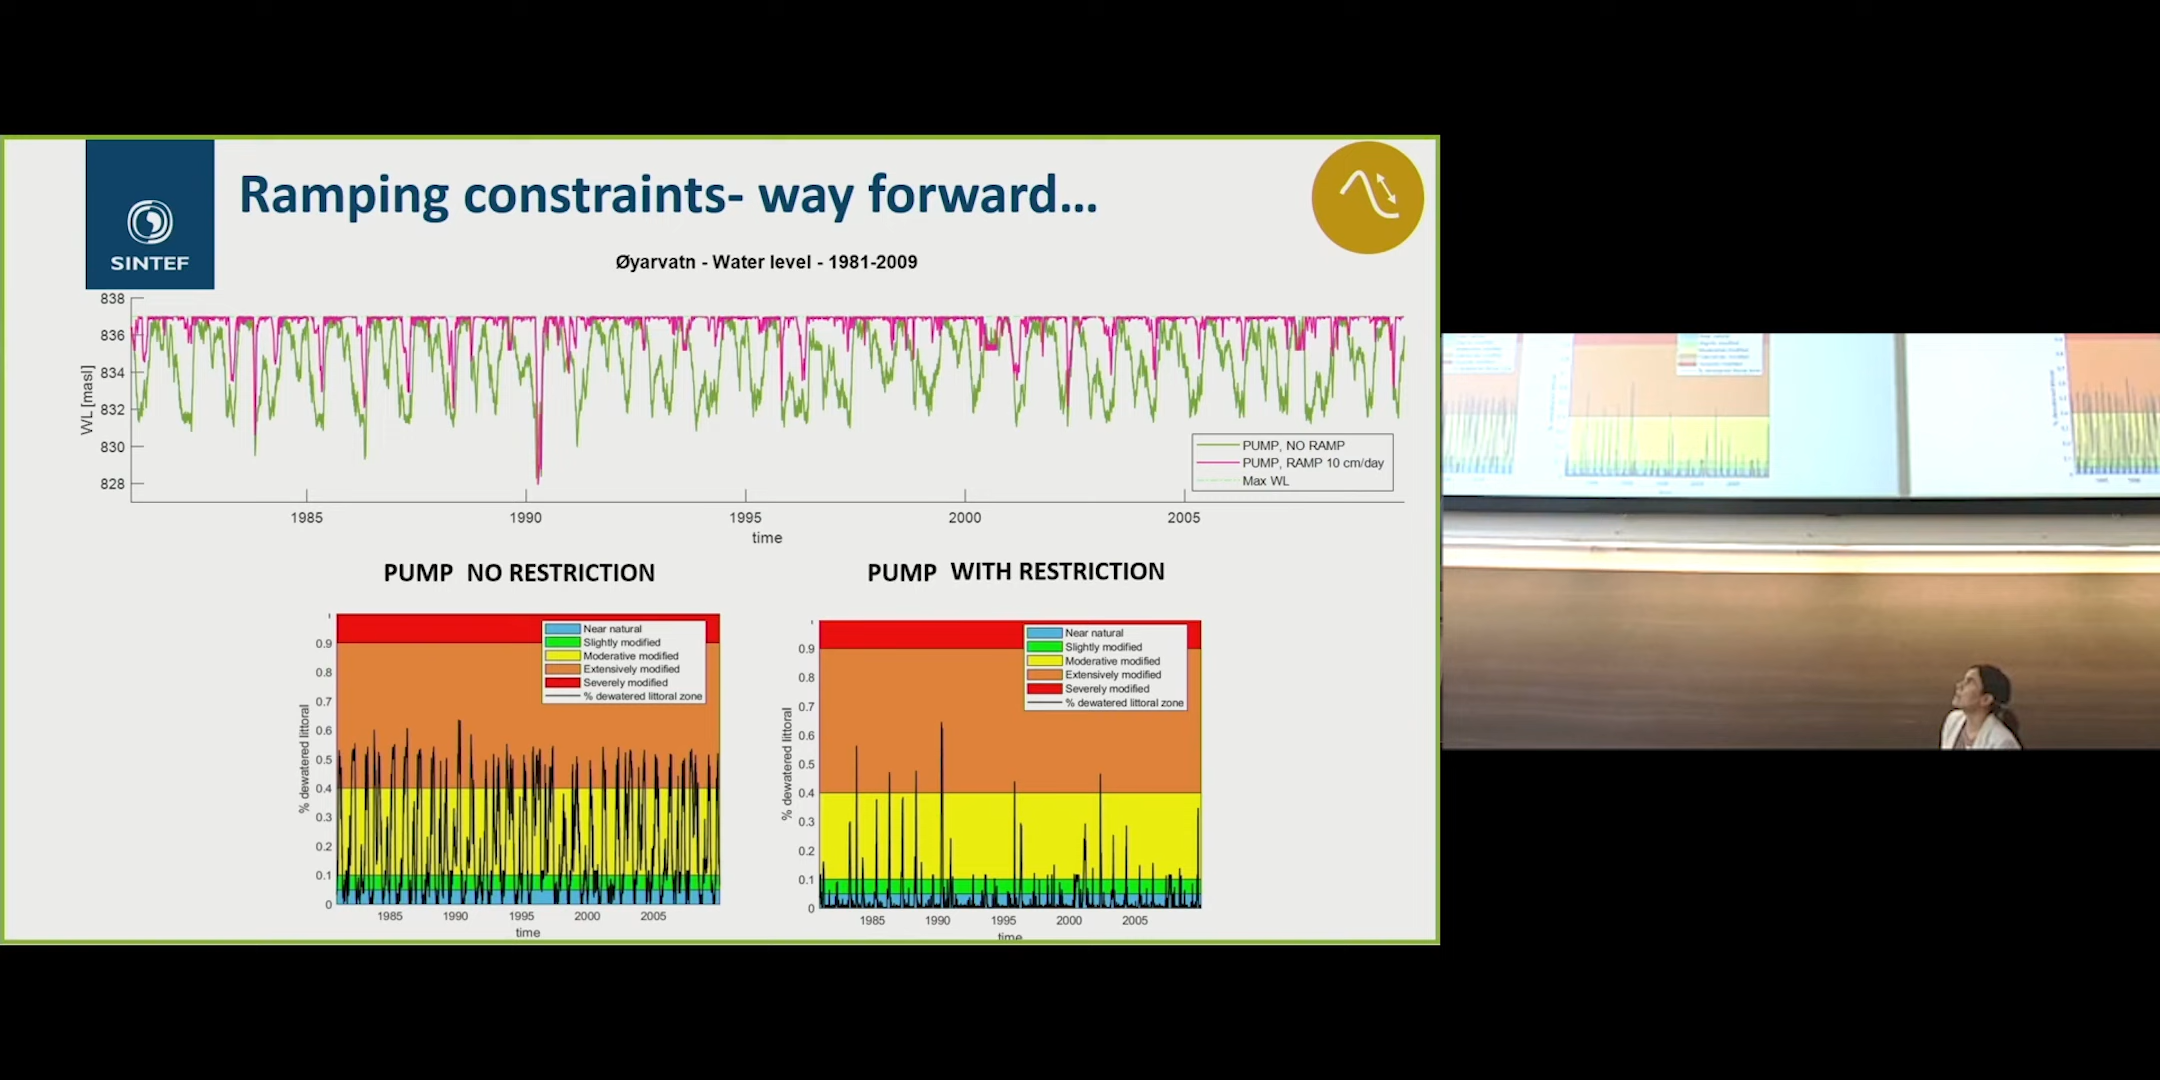 SINTEF
Ramping constraints- way forward...
Øyarvatn - Water level - 1981-2009
838
836
834
832
830
828
WL [masl]
PUMP, NO RAMP
PUMP, RAMP 10 cm/day
Max WL
1985 1990 1995 2000 2005
time
PUMP NO RESTRICTION
Near natural
Slightly modified
Moderative modified
Extensively modified
Severely modified
% dewatered littoral zone
0.9
0.8
0.7
0.6
0.5
0.4
0.3
0.2
0.1
0
% dewatered littoral
1985 1990 1995 2000 2005
time
PUMP WITH RESTRICTION
Near natural
Slightly modified
Moderative modified
Extensively modified
Severely modified
% dewatered littoral zone
0.9
0.8
0.7
0.6
0.5
0.4
0.3
0.2
0.1
0
% dewatered littoral
1985 1990 1995 2000 2005
time